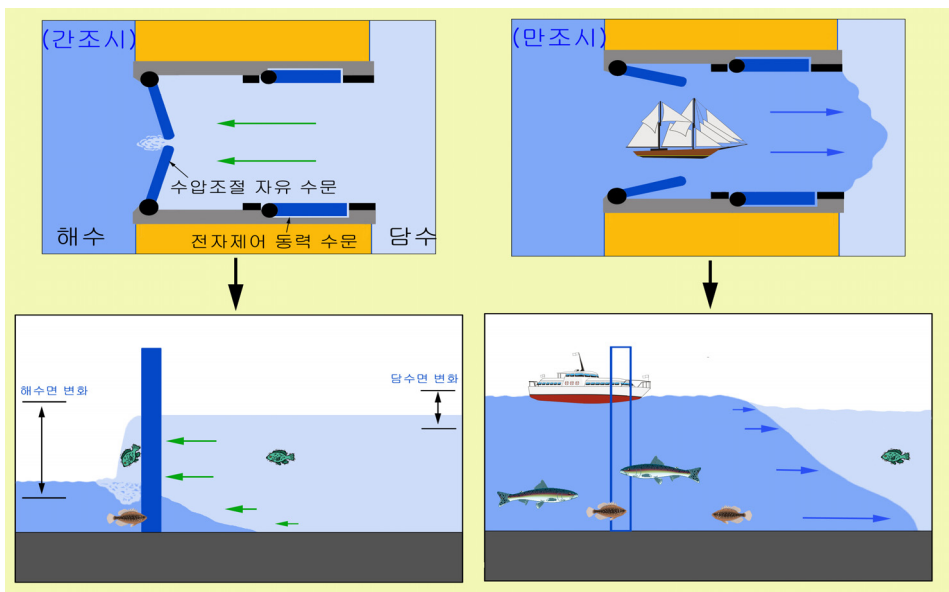 (간조시)
수압조절 자유 수문
해수
전자제어 동력 수문
담수
(만조시)
해수면 변화
담수면 변화